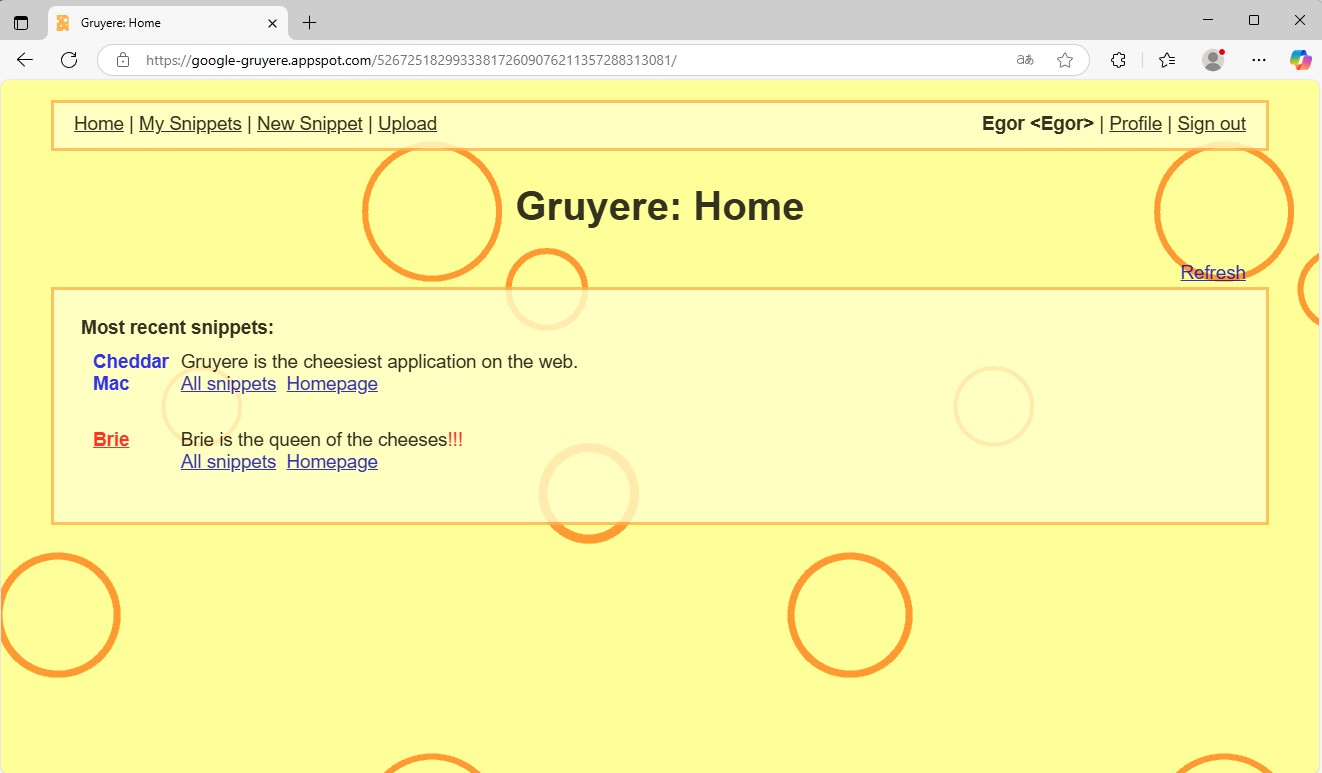 Gruyere: Home
https://google-gruyere.appspot.com/526725182993338172609076211357288313081/
Home | My Snippets | New Snippet | Upload
Egor <Egor> | Profile | Sign out
Gruyere: Home
Refresh
Most recent snippets:
Cheddar Gruyere is the cheesiest application on the web.
Mac All snippets Homepage
Brie Brie is the queen of the cheeses!!!
All snippets Homepage